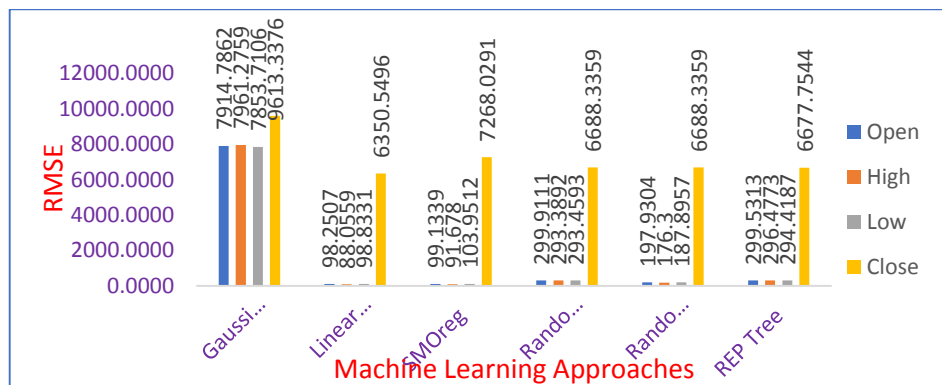 RMSE
12000.0000
10000.0000
8000.0000
6000.0000
4000.0000
2000.0000
0.0000
7914.7862
7961.2759
7853.7106
9613.3376
98.2507
88.0559
98.8331
6350.5496
99.1339
91.678
103.9512
7268.0291
299.9111
293.3892
293.4593
6688.3359
197.9304
176.3
187.8957
6688.3359
299.5313
296.4773
294.4187
6677.7544
Gaussi...
Linear...
SMOreg
Rando...
Rando...
REP Tree
Machine Learning Approaches
Open
High
Low
Close